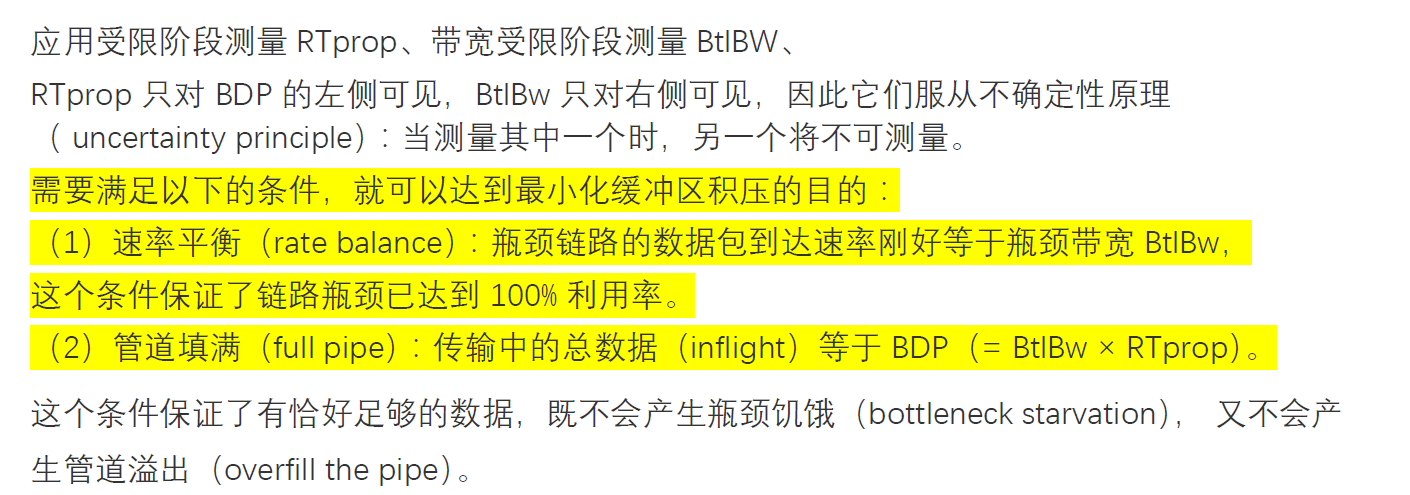 应用受限阶段测量 RTprop、带宽受限阶段测量 BtlBW、
RTprop 只对 BDP 的左侧可见，BtlBw 只对右侧可见，因此它们服从不确定性原理
（ uncertainty principle）：当测量其中一个时，另一个将不可测量。
需要满足以下的条件，就可以达到最小化缓冲区积压的目的：
（1）速率平衡（rate balance）：瓶颈链路的数据包到达速率刚好等于瓶颈带宽 BtlBw，
这个条件保证了链路瓶颈已达到 100% 利用率。
（2）管道填满（full pipe）：传输中的总数据（inflight）等于 BDP（= BtlBw × RTprop）。
这个条件保证了有恰好足够的数据，既不会产生瓶颈饥饿（bottleneck starvation）， 又不会产
生管道溢出（overfill the pipe）。